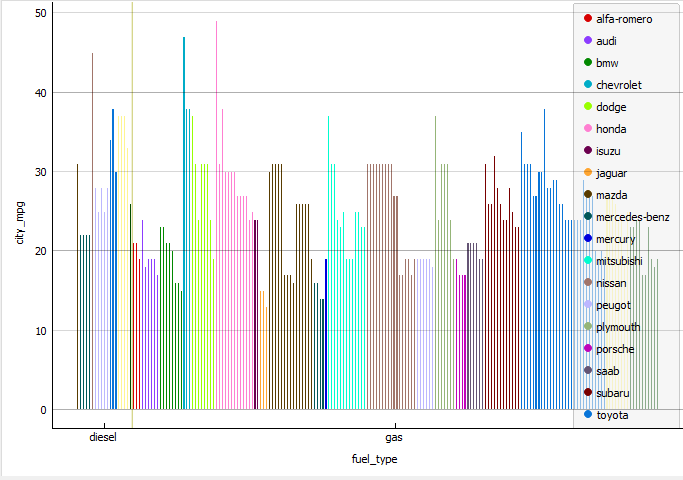 50
40
30
20
10
0
city_mpg
diesel
gas
fuel_type
alfa-romero
audi
bmw
chevrolet
dodge
honda
isuzu
jaguar
mazda
mercedes-benz
mercury
mitsubishi
nissan
peugot
plymouth
porsche
saab
subaru
toyota